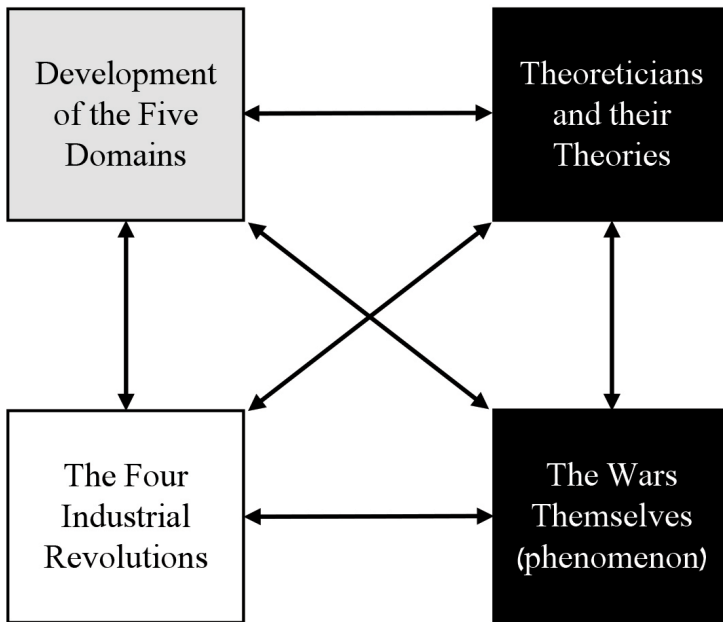 Development
of the Five
Domains
Theoreticians
and their
Theories
The Four
Industrial
Revolutions
The Wars
Themselves
(phenomenon)